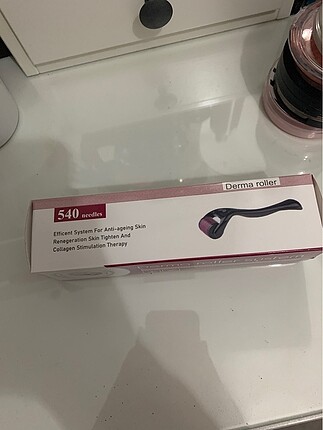 Derma roller
540 needles
Efficent System For Anti-ageing Skin
Renegeration Skin Tighten And
Collagen Stimulation Therapy